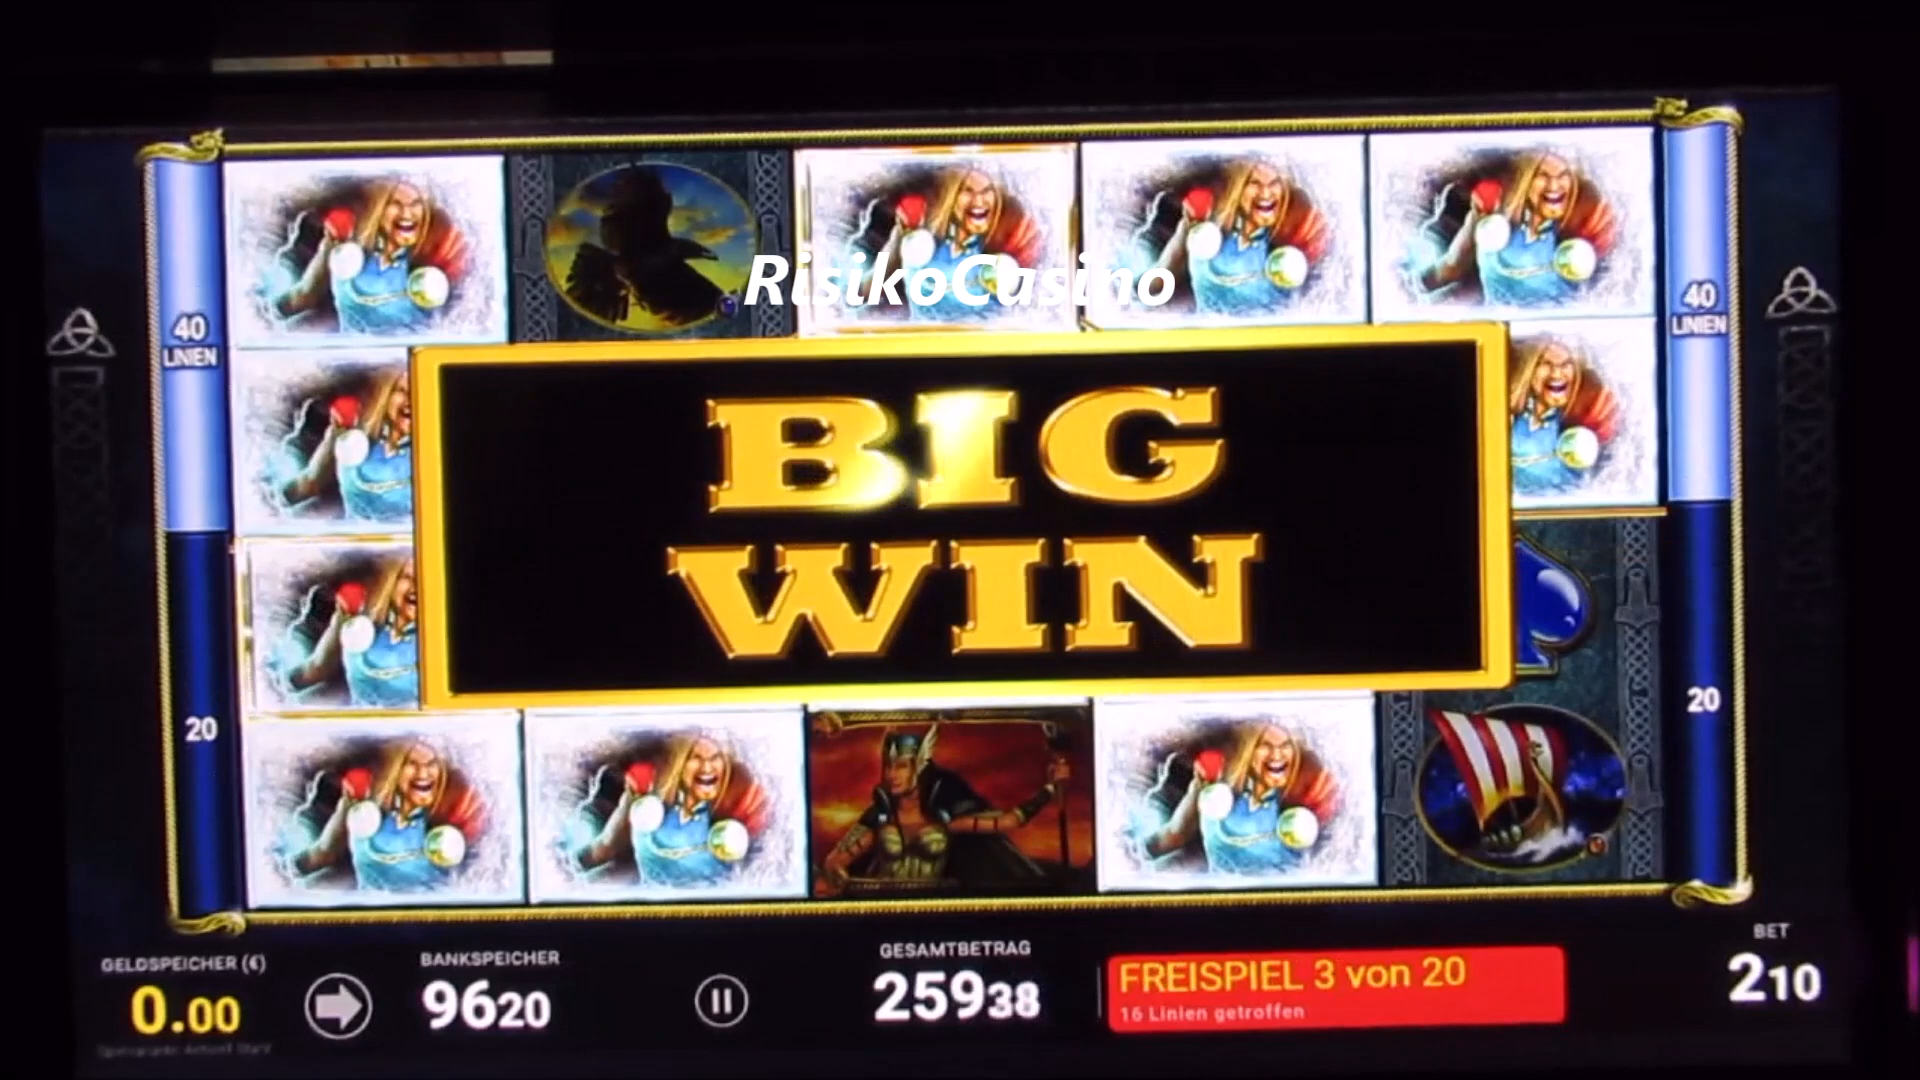 RisikoCasino
40
LINIEN
40
LINIEN
BIG
WIN
20
20
GELDSPEICHER (€)
0.00
BANKSPEICHER
9620
GESAMTBETRAG
25938
FREISPIEL 3 von 20
16 Linien getroffen
BET
210